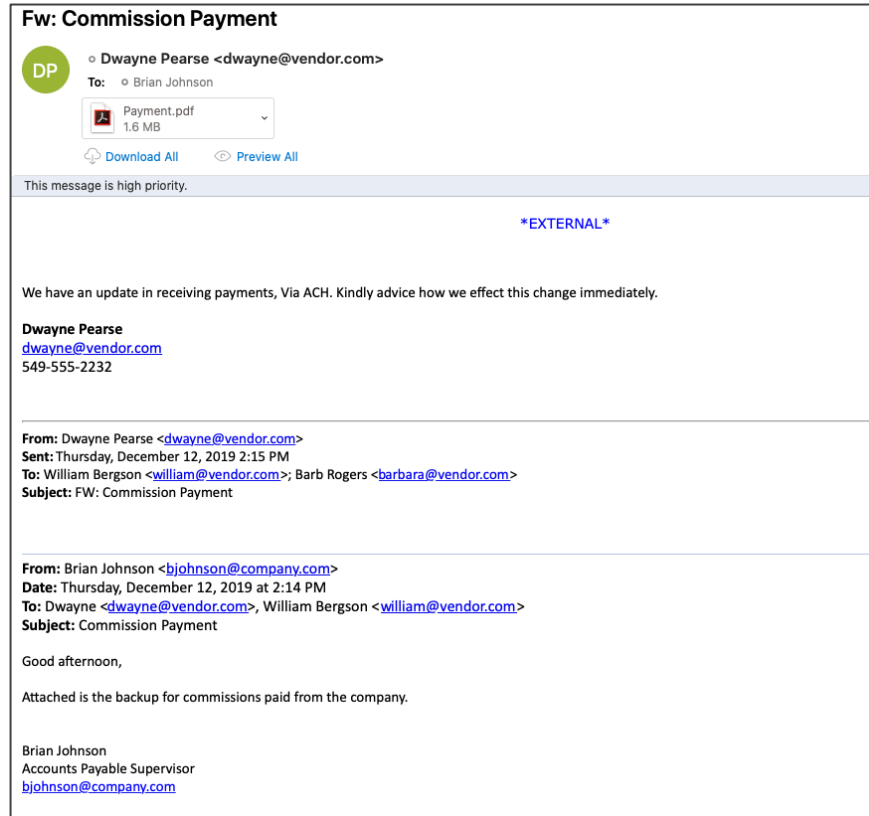 Fw: Commission Payment
DP
Dwayne Pearse <dwayne@vendor.com>
To: Brian Johnson
Payment.pdf
1.6 MB
Download All Preview All
This message is high priority.
*EXTERNAL*
We have an update in receiving payments, Via ACH. Kindly advice how we effect this change immediately.
Dwayne Pearse
dwayne@vendor.com
549-555-2232
From: Dwayne Pearse <dwayne@vendor.com>
Sent: Thursday, December 12, 2019 2:15 PM
To: William Bergson <william@vendor.com>; Barb Rogers <barbara@vendor.com>
Subject: FW: Commission Payment
From: Brian Johnson <bjohnson@company.com>
Date: Thursday, December 12, 2019 at 2:14 PM
To: Dwayne <dwayne@vendor.com>, William Bergson <william@vendor.com>
Subject: Commission Payment
Good afternoon,
Attached is the backup for commissions paid from the company.
Brian Johnson
Accounts Payable Supervisor
bjohnson@company.com